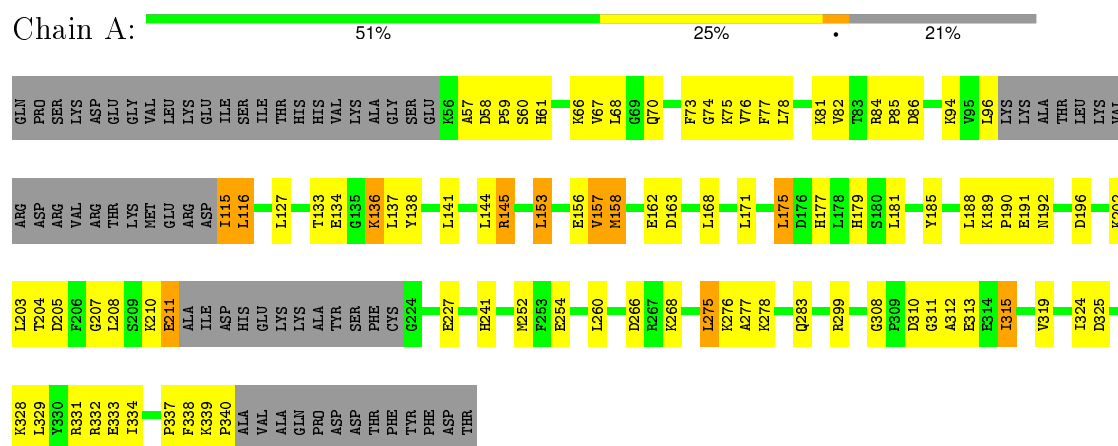 Chain A:
51% 25% • 21%
GLN PRO SER LYS ASP GLU GLY VAL LEU LYS GLU ILE SER ILE THR HIS HIS VAL LYS ALA GLY SER GLU K56 A57 D58 P59 S60 H61 K66 V67 L68 G69 Q70 F73 G74 K75 V76 F77 L78 K81 V82 T83 R84 P85 D86 K94 V95 L96 LYS LYS ALA THR LEU LYS VAL
ARG ASP ARG VAL ARG THR LYS MET GLU ARG ASP I115 L116 L127 T133 E134 G135 K136 L137 Y138 L141 L144 R145 L153 E156 V157 M158 E162 D163 L168 L171 L175 D176 H177 L178 H179 S180 L181 Y185 L188 K189 P190 E191 N192 D196 K202
L203 T204 D205 F206 G207 L208 S209 K210 E211 ALA ILE ASP HIS GLU LYS LYS ALA TYR SER PHE CYS G224 E227 H241 M252 F253 E254 L260 D266 R267 K268 L275 K276 A277 K278 Q283 R299 G308 P309 D310 G311 A312 E313 E314 I315 V319 I324 D325
K328 L329 Y330 R331 R332 E333 I334 P337 F338 K339 P340 ALA VAL ALA GLN PRO ASP ASP THR PHE TYR PHE ASP THR